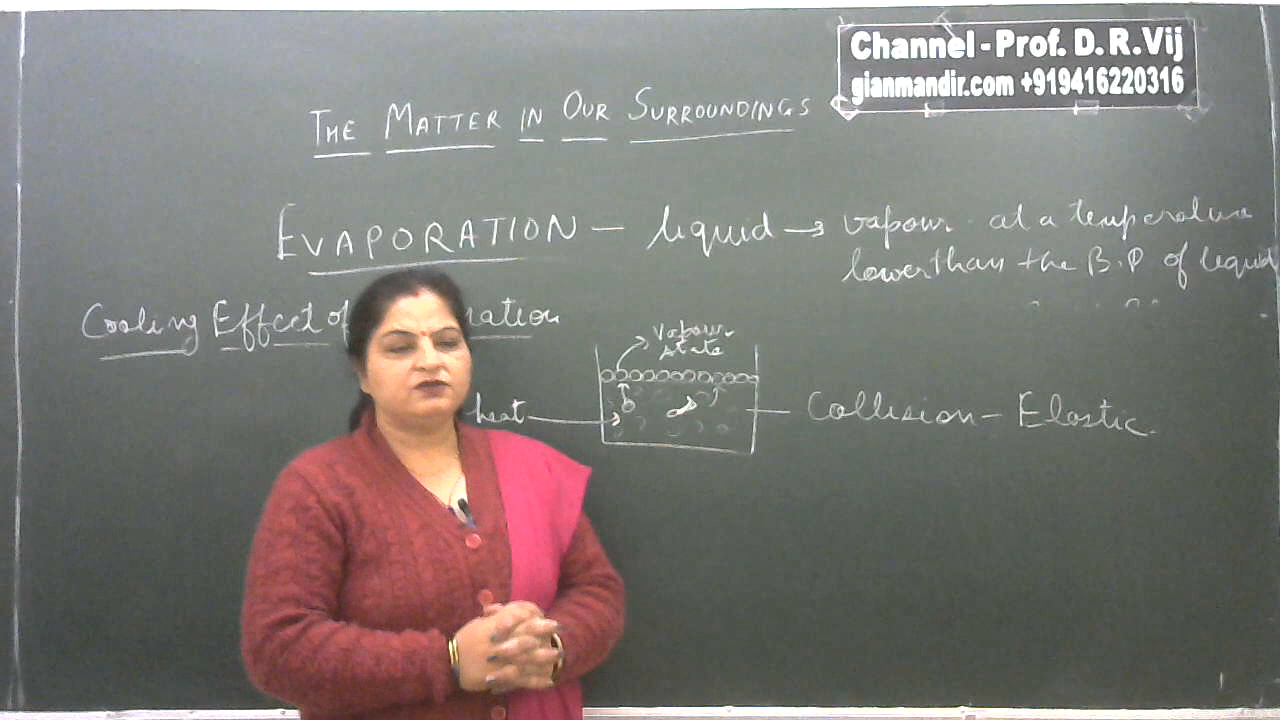 Channel - Prof. D. R. Vij
gianmandir.com +919416220316
THE MATTER IN OUR SURROUNDINGS
EVAPORATION — liquid → vapour at a temperature
lower than the B.P of liquid
Cooling Effect of ration
vapour
state
heat
Collision - Elastic.